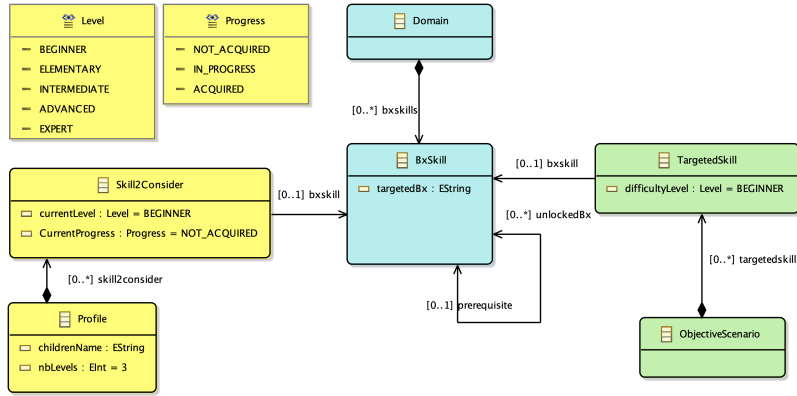 Level
BEGINNER
ELEMENTARY
INTERMEDIATE
ADVANCED
EXPERT
Progress
NOT_ACQUIRED
IN_PROGRESS
ACQUIRED
Domain
[0..*] bxskills
BxSkill
targetedBx : EString
[0..1] bxskill
TargetedSkill
difficultyLevel : Level = BEGINNER
Skill2Consider
currentLevel : Level = BEGINNER
CurrentProgress : Progress = NOT_ACQUIRED
[0..1] bxskill
[0..*] unlockedBx
[0..1] prerequisite
[0..*] skill2consider
[0..*] targetedskill
Profile
childrenName : EString
nbLevels : EInt = 3
ObjectiveScenario